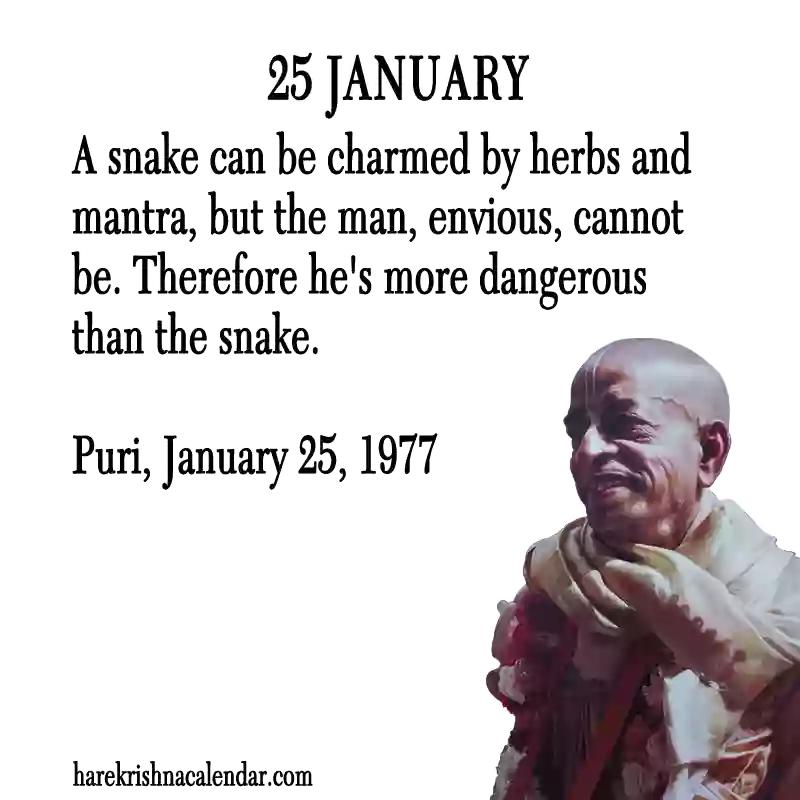 25 JANUARY
A snake can be charmed by herbs and
mantra, but the man, envious, cannot
be. Therefore he's more dangerous
than the snake.
Puri, January 25, 1977
harekrishnacalendar.com